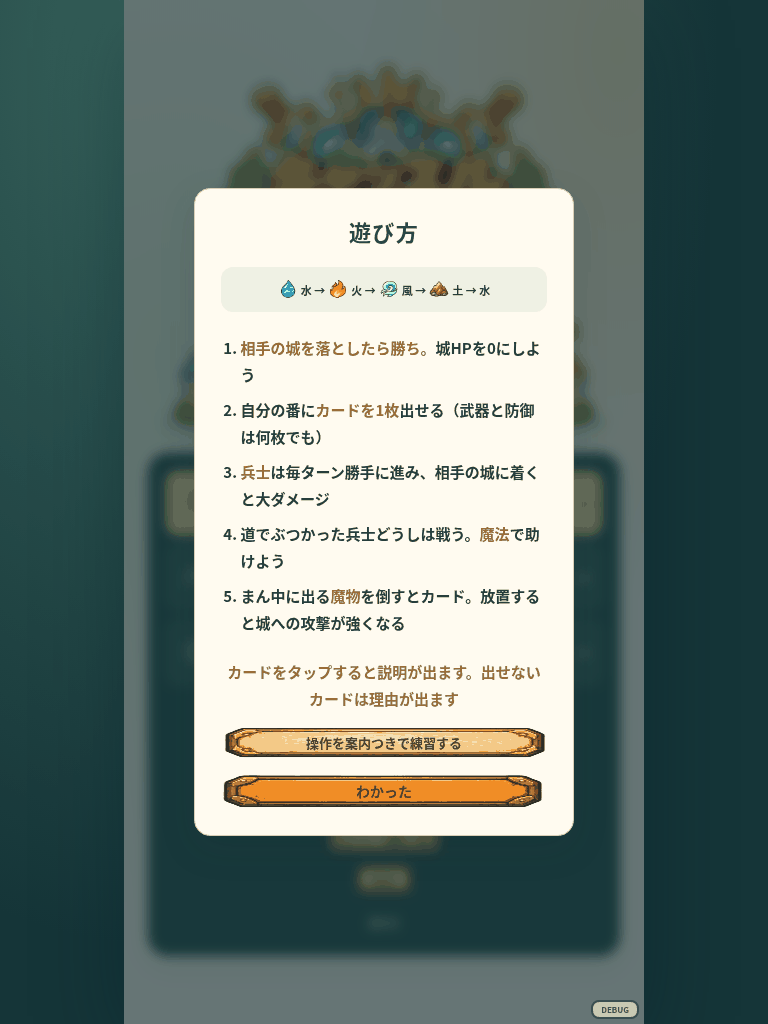 遊び方
水→ 火→ 風→ 土→水
1. 相手の城を落としたら勝ち。城HPを0にしよ
う
2. 自分の番にカードを1枚出せる（武器と防御
は何枚でも）
3. 兵士は毎ターン勝手に進み、相手の城に着く
と大ダメージ
4. 道でぶつかった兵士どうしは戦う。魔法で助
けよう
5. まん中に出る魔物を倒すとカード。放置する
と城への攻撃が強くなる
カードをタップすると説明が出ます。出せない
カードは理由が出ます
操作を案内つきで練習する
わかった
DEBUG